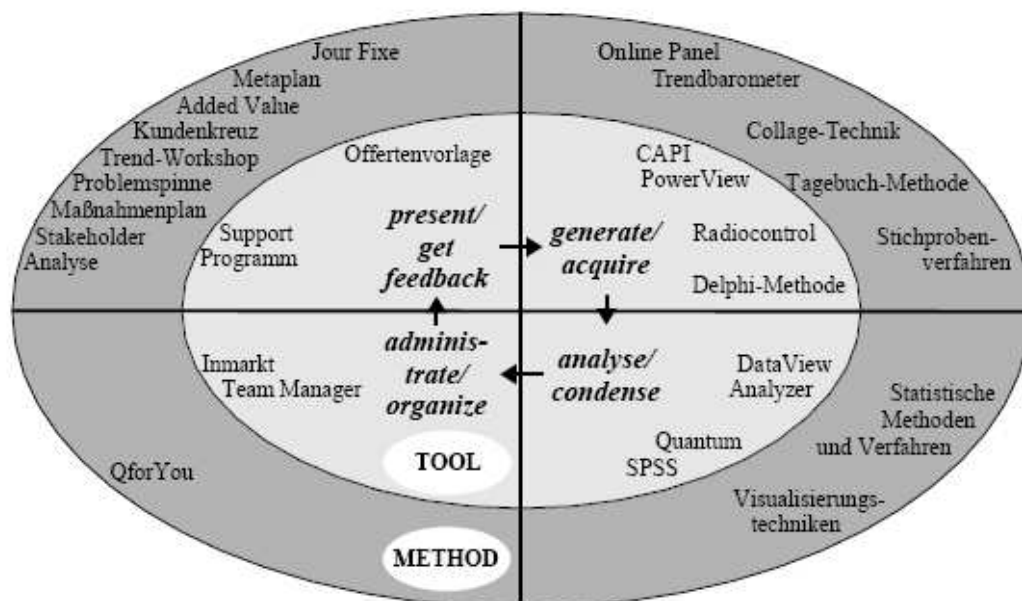 Jour Fixe
Metaplan
Added Value
Kundenkreuz
Trend-Workshop
Problemspinne
Maßnahmenplan
Stakeholder
Analyse
Offertenvorlage
Support
Programm
present/
get
feedback
Online Panel
Trendbarometer
Collage-Technik
Tagebuch-Methode
Stichproben-
verfahren
CAPI
PowerView
Radiocontrol
Delphi-Methode
generate/
acquire
Inmarkt
Team Manager
adminis-
trate/
organize
TOOL
QforYou
METHOD
analyse/
condense
DataView
Analyzer
Quantum
SPSS
Statistische
Methoden
und Verfahren
Visualisierungs-
techniken